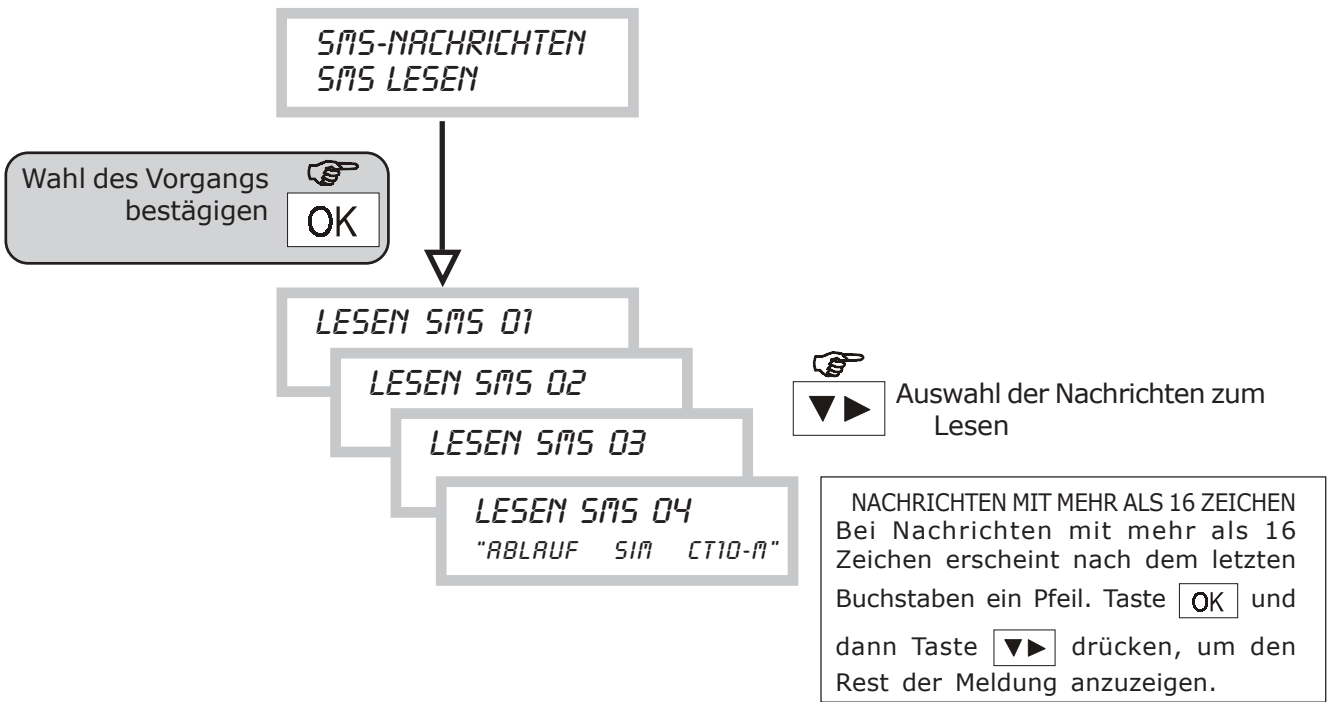 SMS-NACHRICHTEN
SMS LESEN
Wahl des Vorgangs
bestägigen
OK
LESEN SMS 01
LESEN SMS 02
LESEN SMS 03
LESEN SMS 04
"ABLAUF SIM CT10-M"
▼► Auswahl der Nachrichten zum
Lesen
NACHRICHTEN MIT MEHR ALS 16 ZEICHEN
Bei Nachrichten mit mehr als 16
Zeichen erscheint nach dem letzten
Buchstaben ein Pfeil. Taste OK und
dann Taste ▼► drücken, um den
Rest der Meldung anzuzeigen.